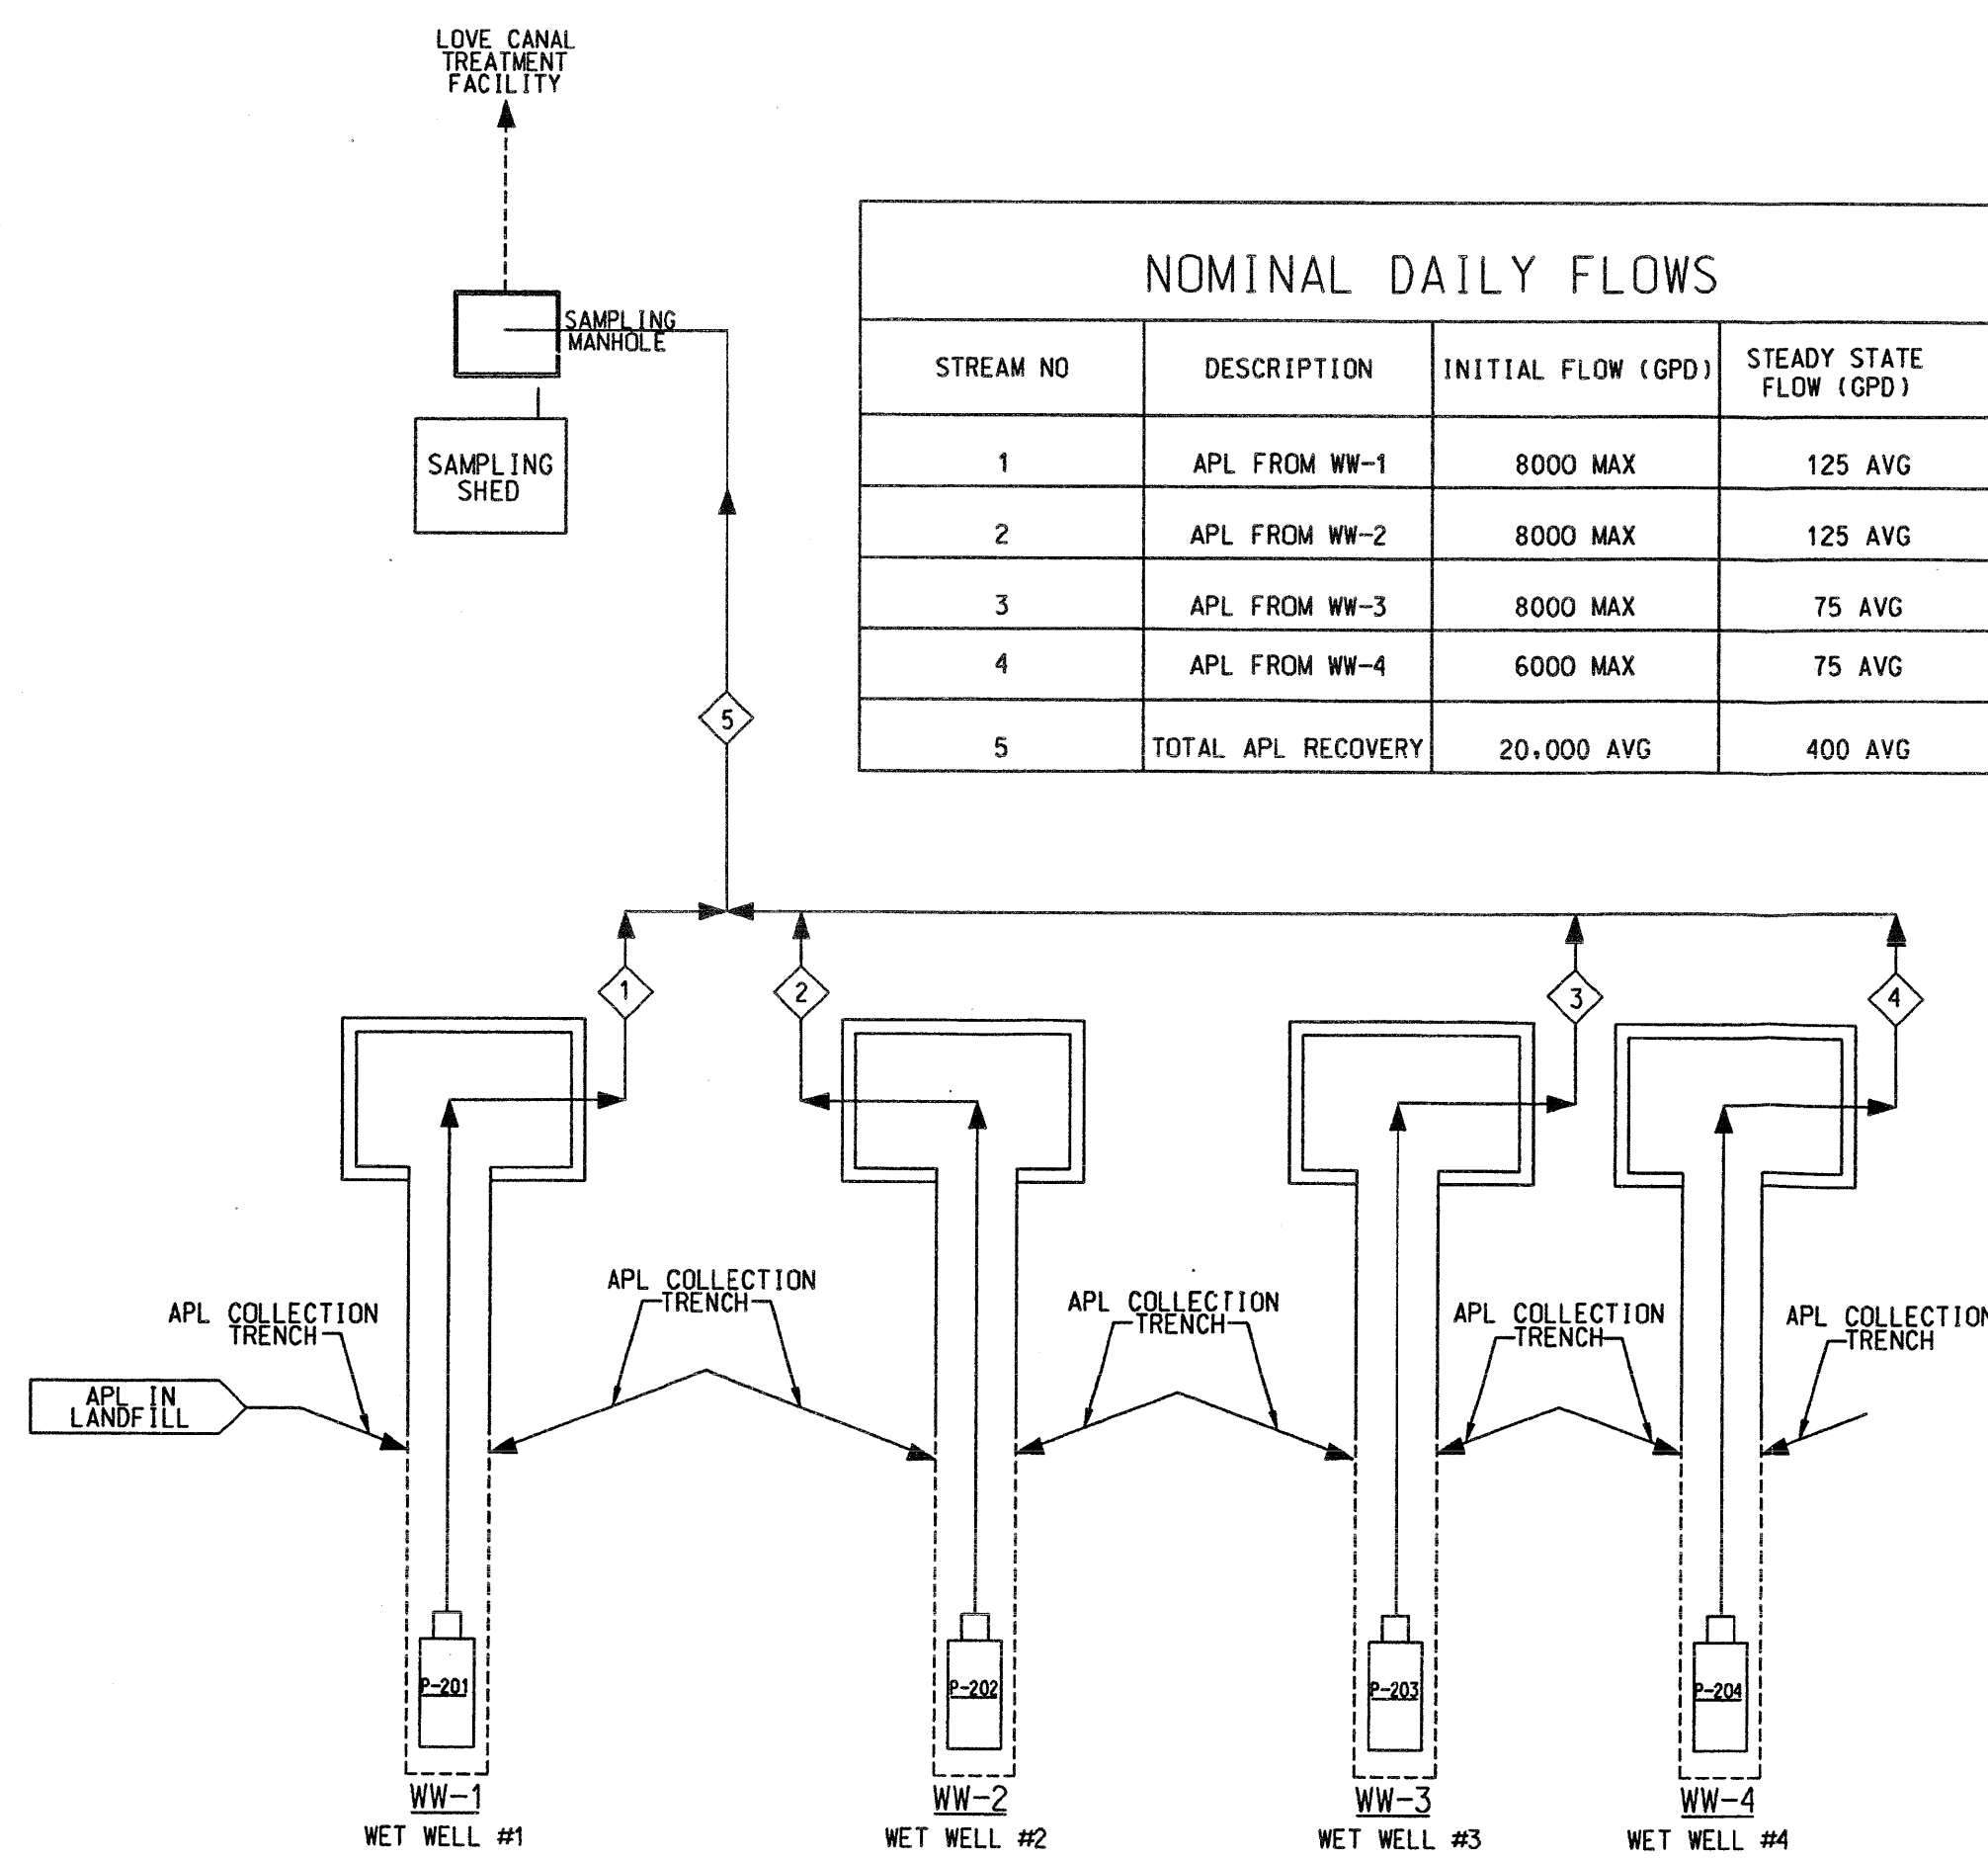 LOVE CANAL
TREATMENT
FACILITY
SAMPLING
MANHOLE
SAMPLING
SHED
NOMINAL DAILY FLOWS
STREAM NO DESCRIPTION INITIAL FLOW (GPD) STEADY STATE FLOW (GPD)
1 APL FROM WW-1 8000 MAX 125 AVG
2 APL FROM WW-2 8000 MAX 125 AVG
3 APL FROM WW-3 8000 MAX 75 AVG
4 APL FROM WW-4 6000 MAX 75 AVG
5 TOTAL APL RECOVERY 20,000 AVG 400 AVG
5
1 2 3 4
APL COLLECTION
TRENCH
APL COLLECTION
TRENCH
APL COLLECTION
TRENCH
APL COLLECTION
TRENCH
APL COLLECTION
TRENCH
APL IN
LANDFILL
P-201 P-202 P-203 P-204
WW-1 WW-2 WW-3 WW-4
WET WELL #1 WET WELL #2 WET WELL #3 WET WELL #4